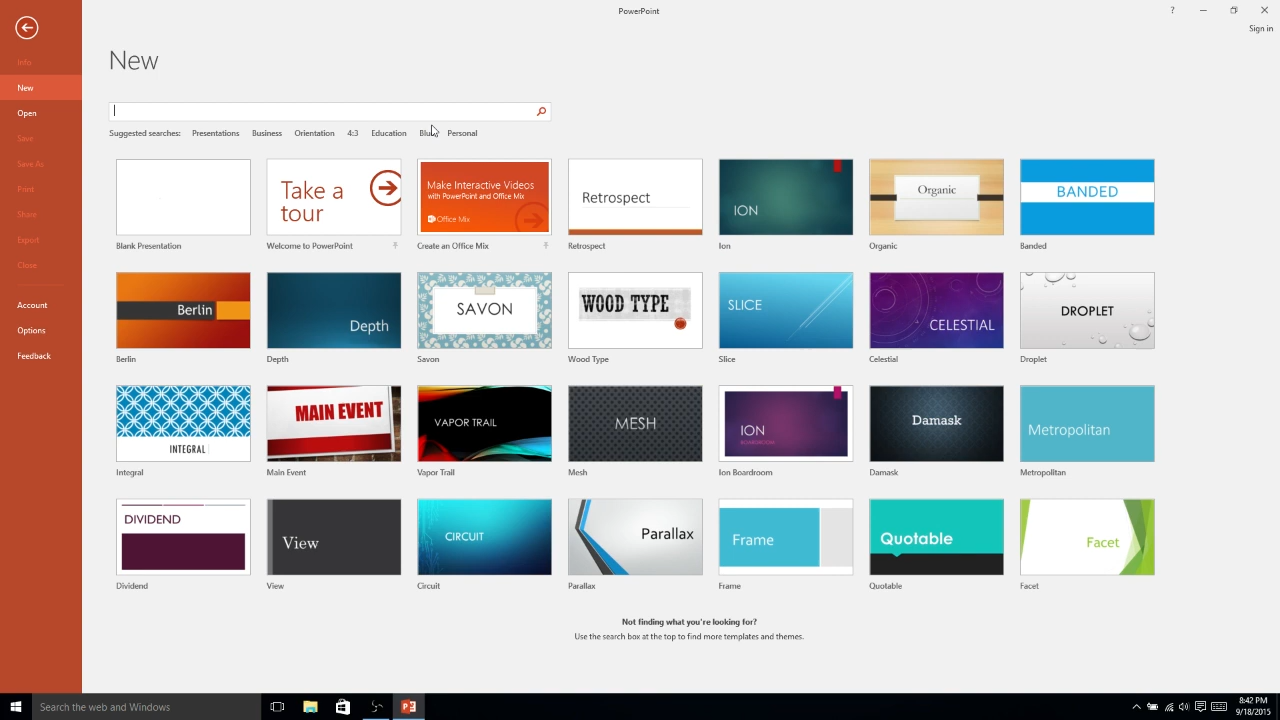 PowerPoint
?
Sign in
Info
New
Open
Save
Save As
Print
Share
Export
Close
Account
Options
Feedback
New
Suggested searches: Presentations Business Orientation 4:3 Education Blue Personal
Take a
tour
Make Interactive Videos
with PowerPoint and Office Mix
Office Mix
Retrospect
ION
Organic
BANDED
Blank Presentation
Welcome to PowerPoint
Create an Office Mix
Retrospect
Ion
Organic
Banded
Berlin
Depth
SAVON
WOOD TYPE
SLICE
CELESTIAL
DROPLET
Berlin
Depth
Savon
Wood Type
Slice
Celestial
Droplet
INTEGRAL
MAIN EVENT
VAPOR TRAIL
MESH
ION
BOARDROOM
Damask
Metropolitan
Integral
Main Event
Vapor Trail
Mesh
Ion Boardroom
Damask
Metropolitan
DIVIDEND
View
CIRCUIT
Parallax
Frame
Quotable
Facet
Dividend
View
Circuit
Parallax
Frame
Quotable
Facet
Not finding what you're looking for?
Use the search box at the top to find more templates and themes.
Search the web and Windows
8:42 PM
9/18/2015